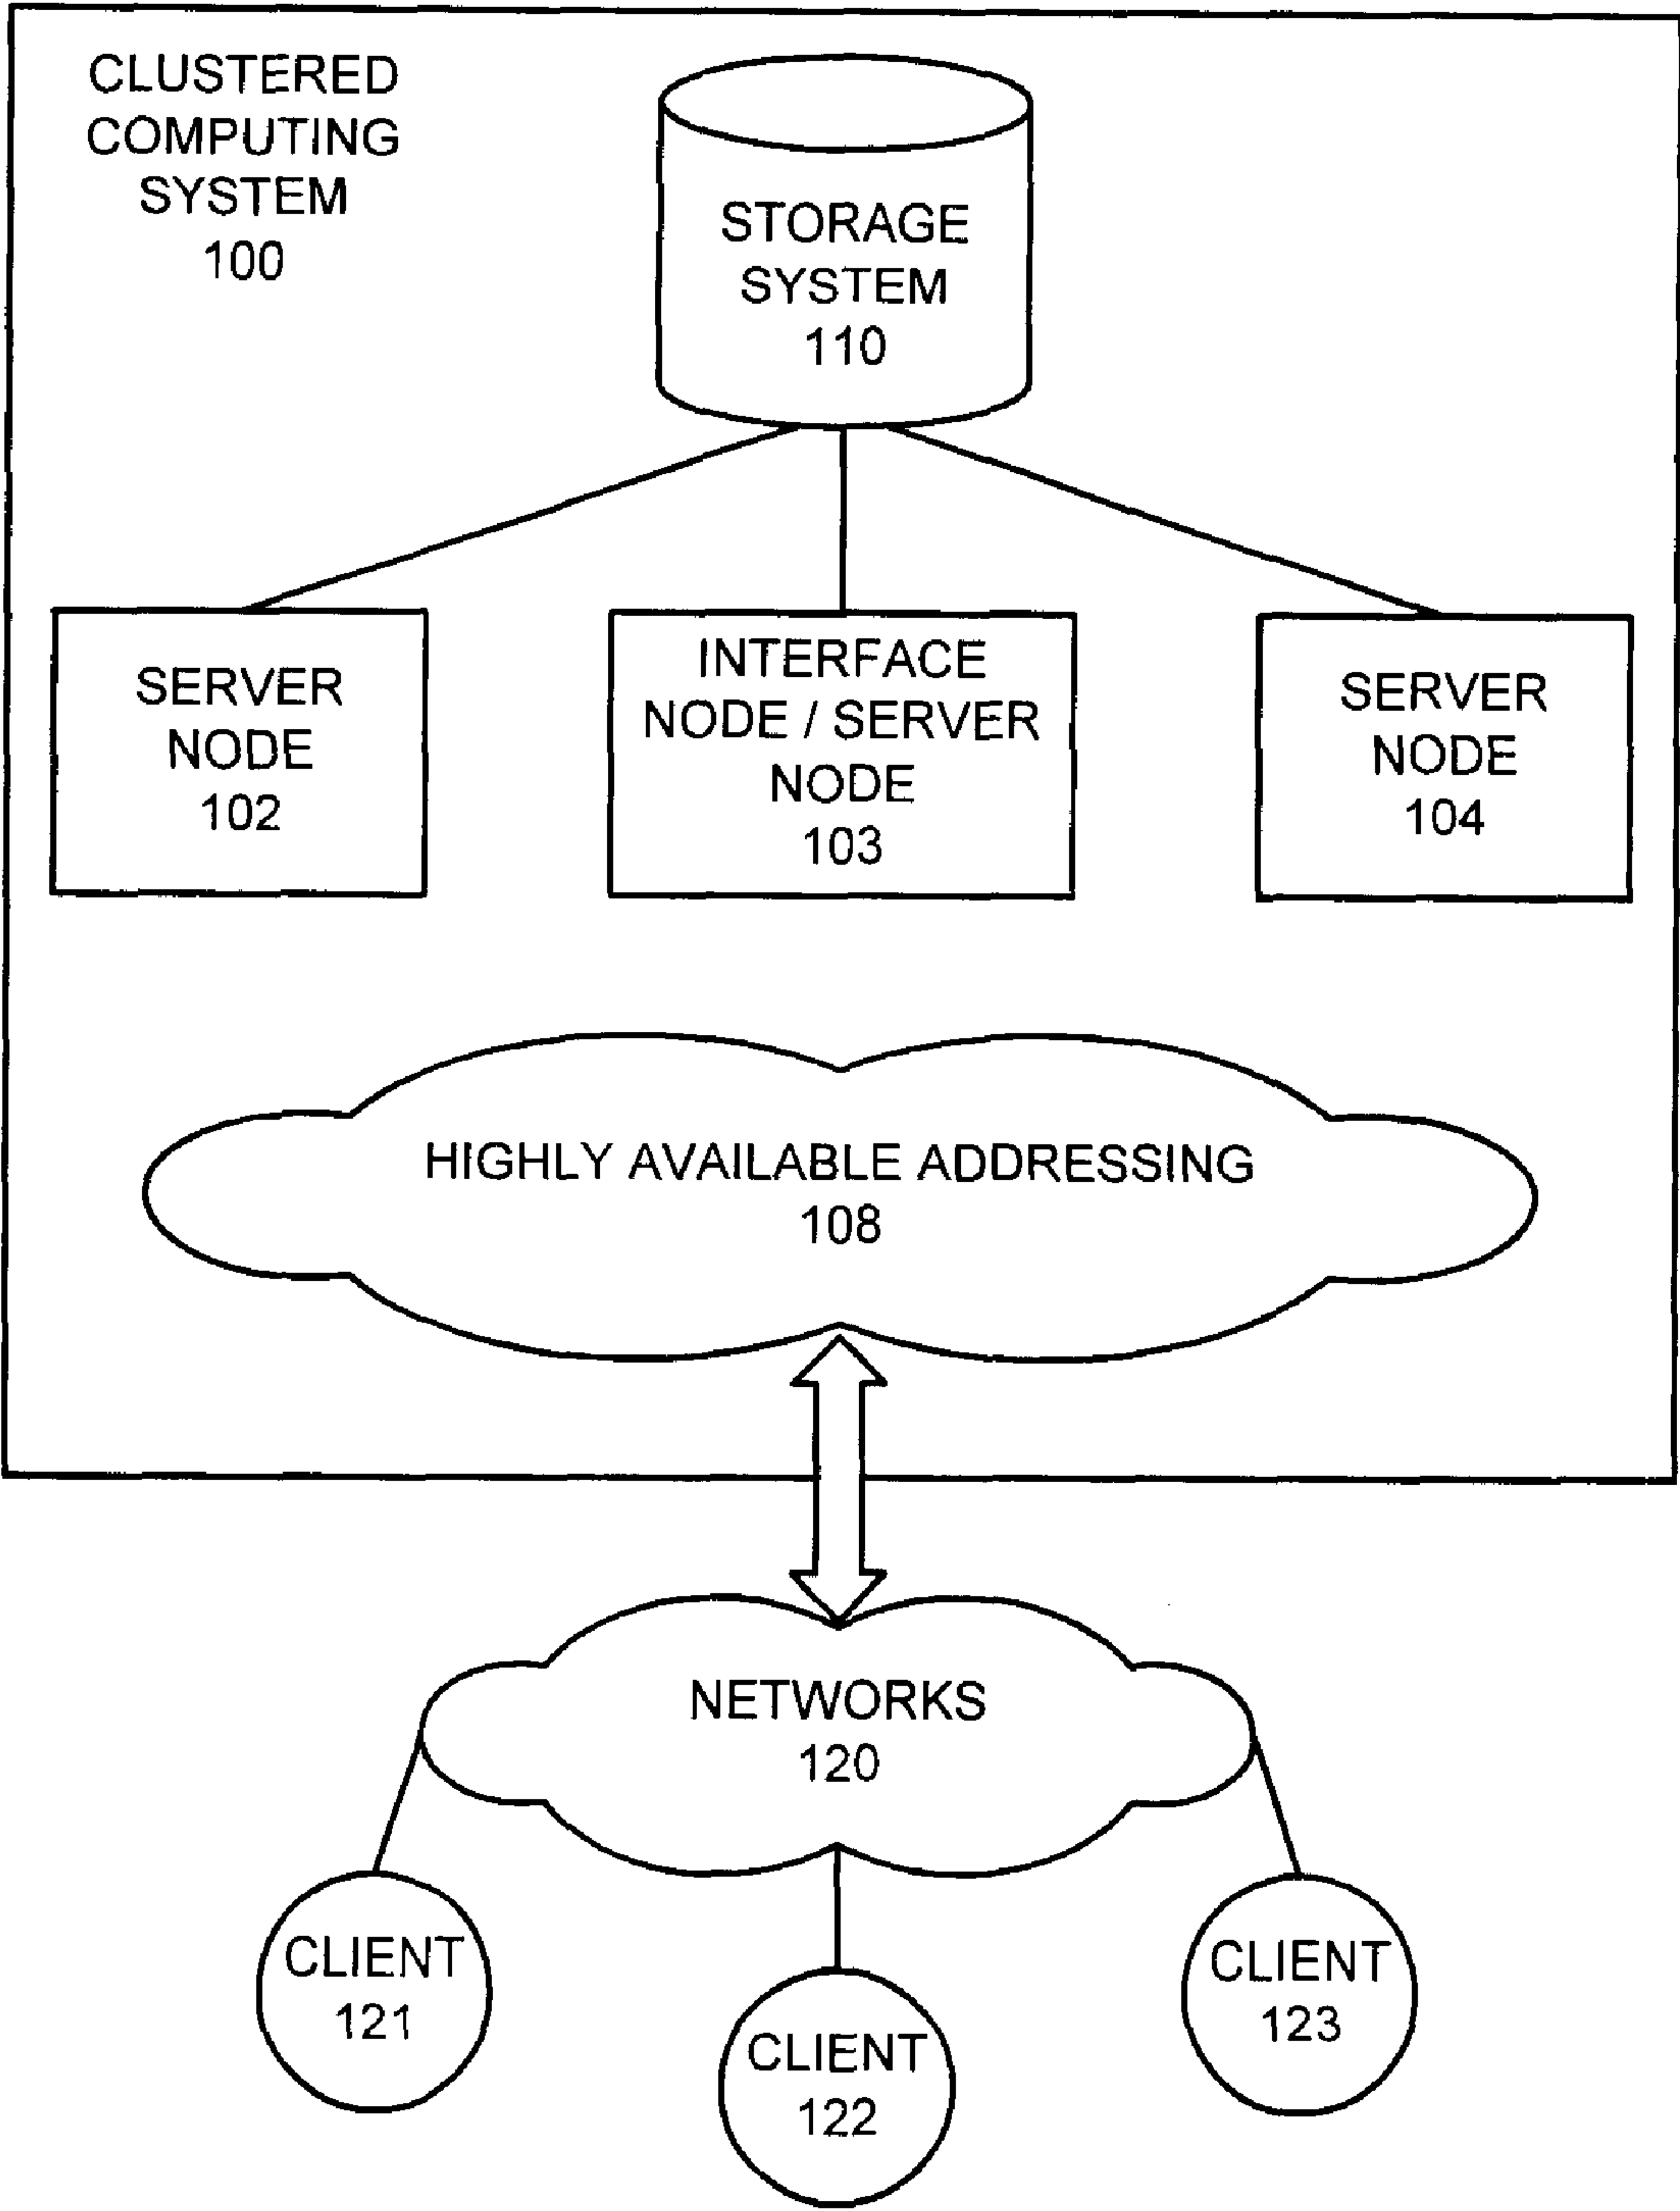 CLUSTERED
COMPUTING
SYSTEM
100
STORAGE
SYSTEM
110
SERVER
NODE
102
INTERFACE
NODE / SERVER
NODE
103
SERVER
NODE
104
HIGHLY AVAILABLE ADDRESSING
108
NETWORKS
120
CLIENT
121
CLIENT
122
CLIENT
123